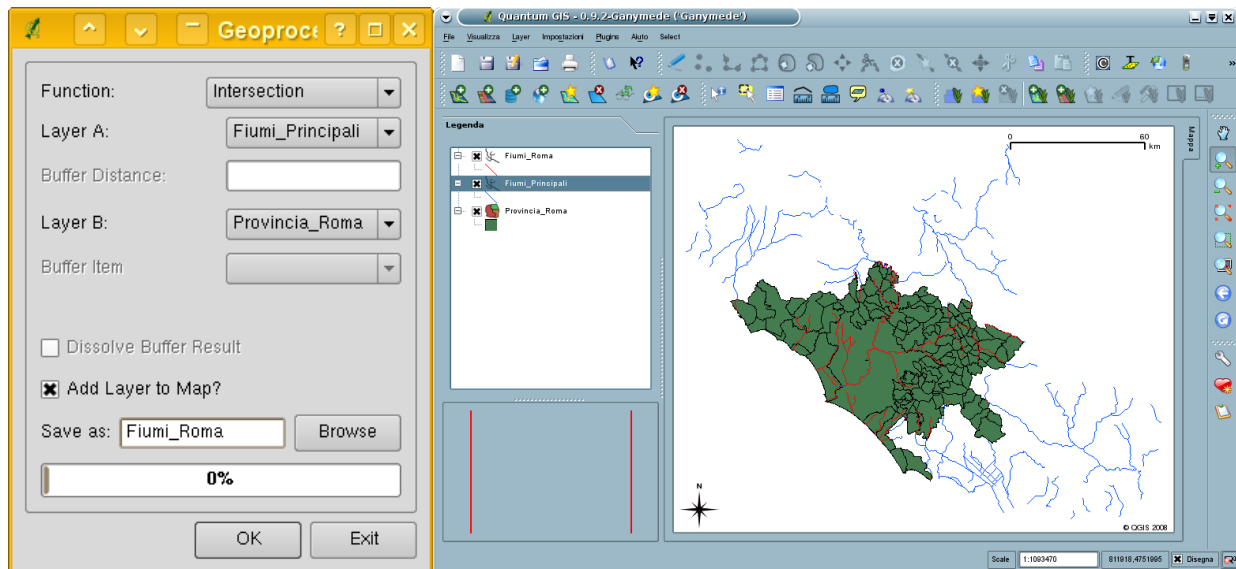 Geoproce
Function:
Intersection
Layer A:
Fiumi_Principali
Buffer Distance:
Layer B:
Provincia_Roma
Buffer Item
Dissolve Buffer Result
Add Layer to Map?
Save as:
Fiumi_Roma
Browse
0%
OK
Exit
Quantum GIS - 0.9.2-Ganymede ('Ganymede')
File Visualizza Layer Impostazioni Plugins Aiuto Select
Legenda
Fiumi_Roma
Fiumi_Principali
Provincia_Roma
Mappa
0 60
km
N
© QGIS 2008
Scale
1:1093470
811918,4751995
Disegna